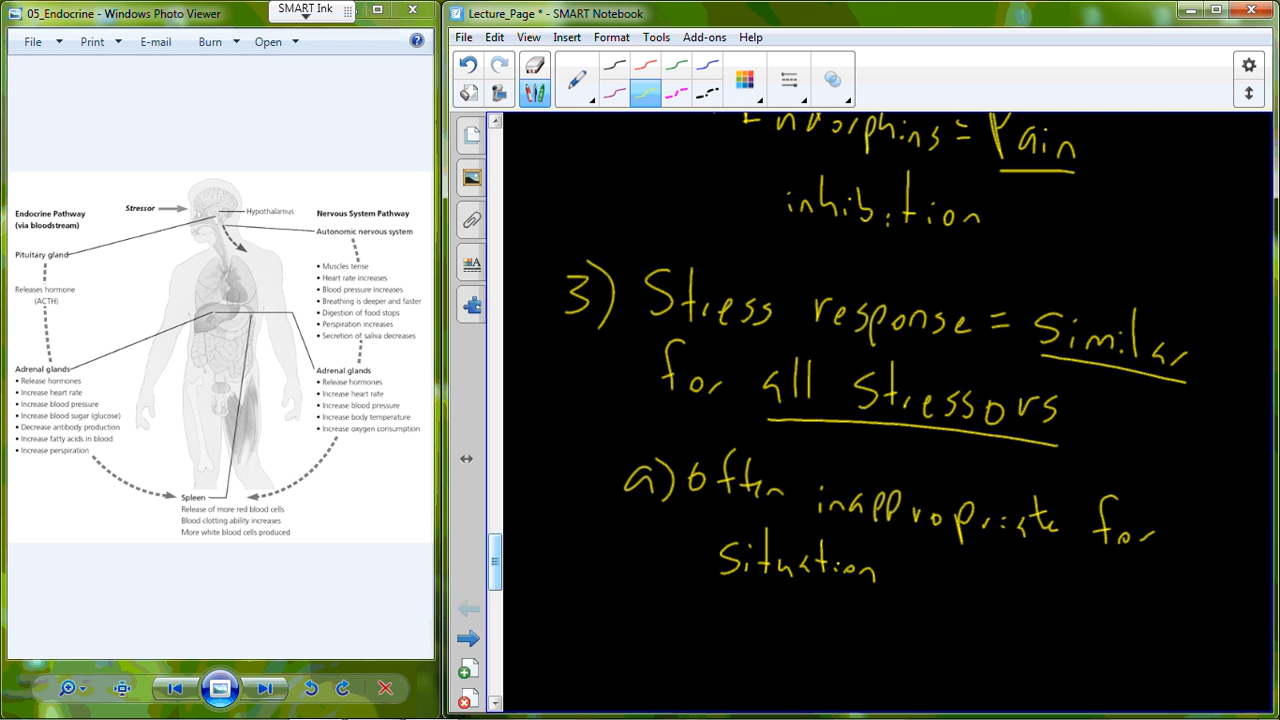 05_Endocrine - Windows Photo Viewer
SMART Ink
File Print E-mail Burn Open
Stressor
Hypothalamus
Endocrine Pathway
(via bloodstream)
Nervous System Pathway
Autonomic nervous system
Pituitary gland
Releases hormone
(ACTH)
• Muscles tense
• Heart rate increases
• Blood pressure increases
• Breathing is deeper and faster
• Digestion of food stops
• Perspiration increases
• Secretion of saliva decreases
Adrenal glands
• Release hormones
• Increase heart rate
• Increase blood pressure
• Increase blood sugar (glucose)
• Decrease antibody production
• Increase fatty acids in blood
• Increase perspiration
Adrenal glands
• Release hormones
• Increase heart rate
• Increase blood pressure
• Increase body temperature
• Increase oxygen consumption
Spleen
Release of more red blood cells
Blood clotting ability increases
More white blood cells produced
Lecture_Page * - SMART Notebook
File Edit View Insert Format Tools Add-ons Help
Endorphins = Pain
inhibition
3) Stress response = Similar
for all Stressors
a) Often inappropriate for
Situation